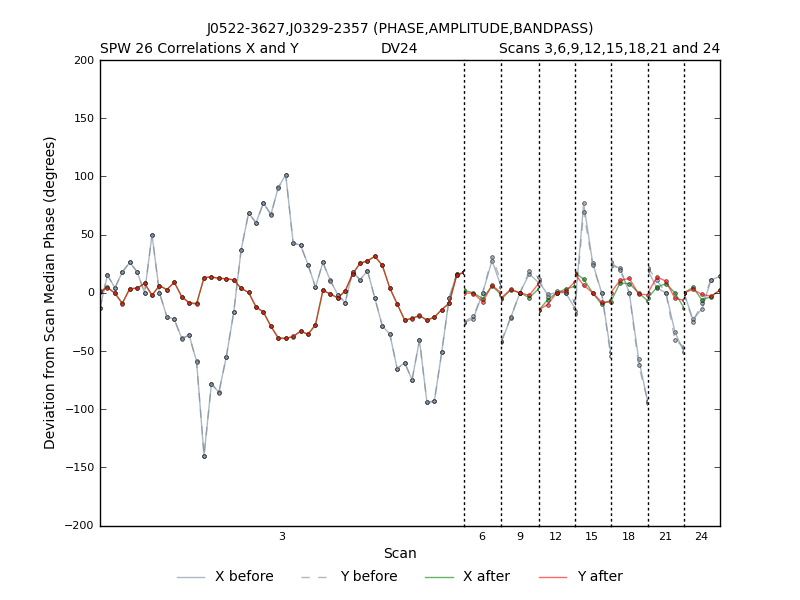 J0522-3627,J0329-2357 (PHASE,AMPLITUDE,BANDPASS)
SPW 26 Correlations X and Y DV24 Scans 3,6,9,12,15,18,21 and 24
200
150
100
50
0
−50
−100
−150
−200
Deviation from Scan Median Phase (degrees)
3 6 9 12 15 18 21 24
Scan
X before Y before X after Y after